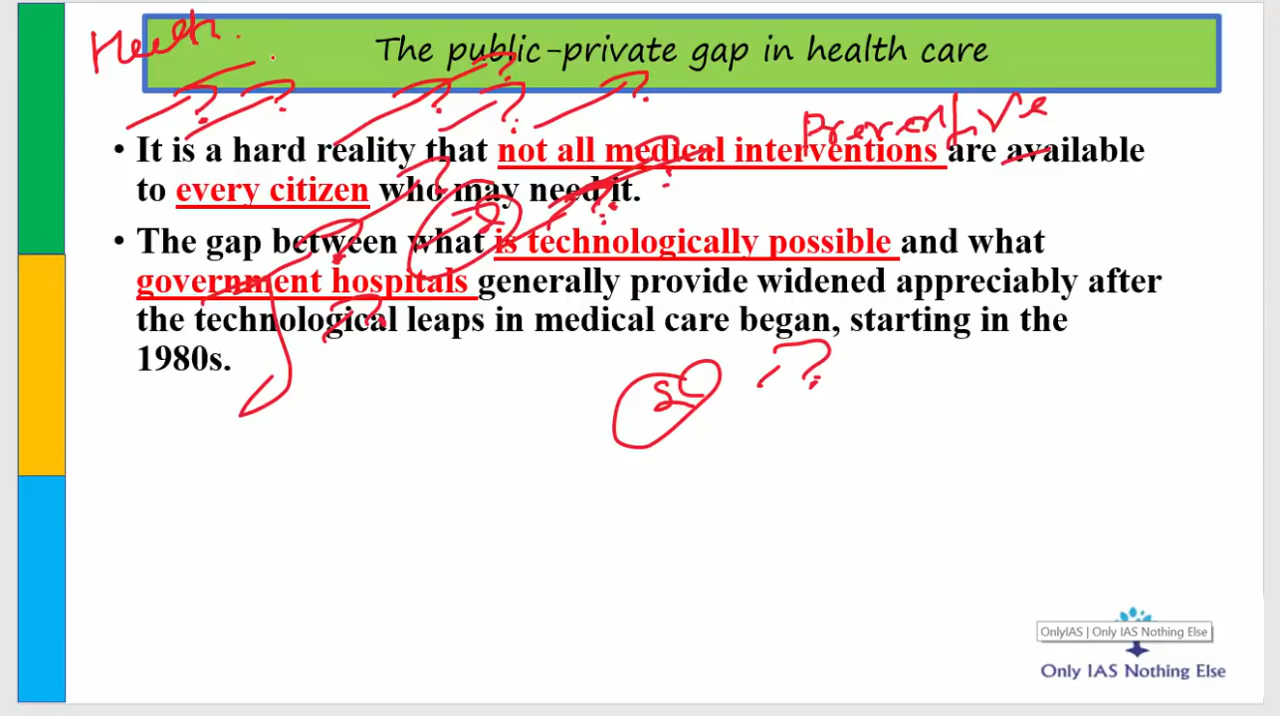 Health.
The public-private gap in health care
Preventive
• It is a hard reality that not all medical interventions are available
to every citizen who may need it.
• The gap between what is technologically possible and what
government hospitals generally provide widened appreciably after
the technological leaps in medical care began, starting in the
1980s.
OnlyIAS | Only IAS Nothing Else
Only IAS Nothing Else